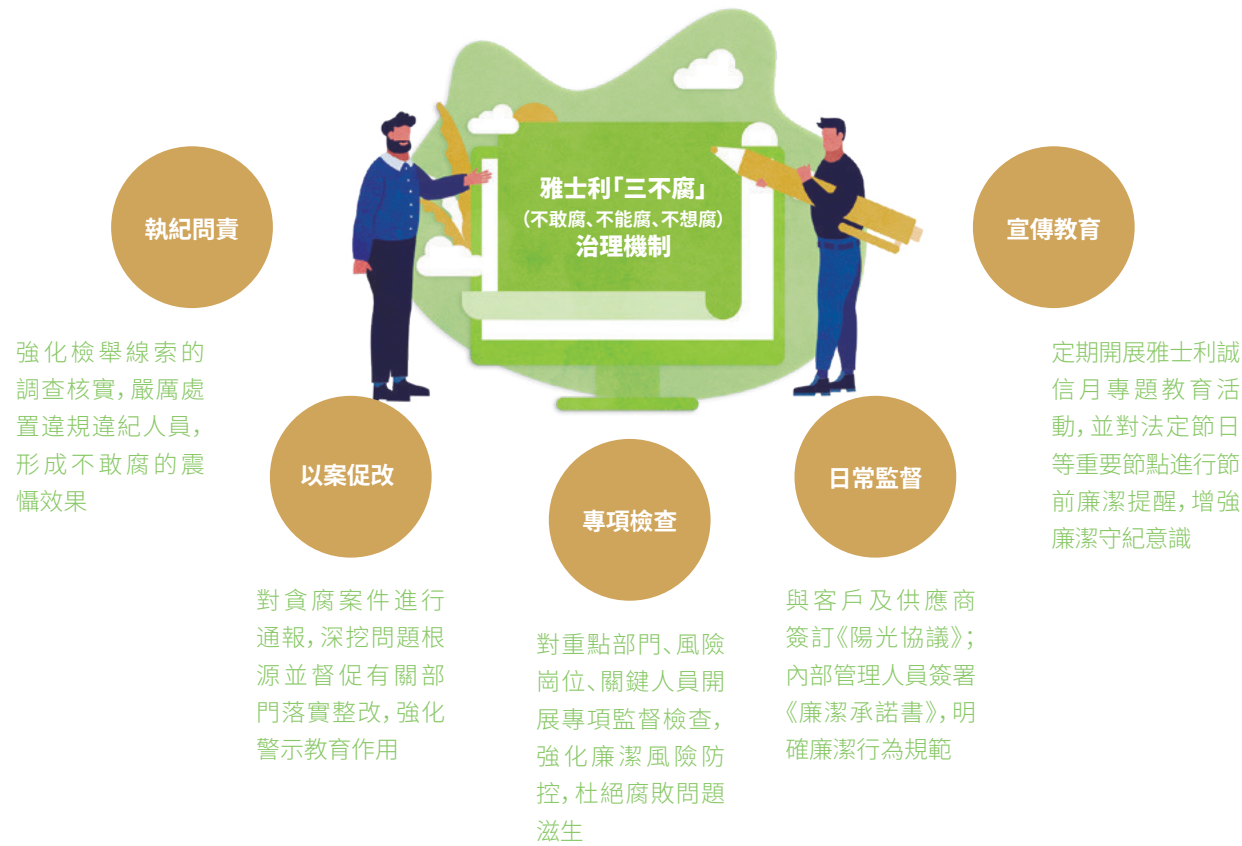 雅士利「三不腐」
（不敢腐、不能腐、不想腐）
治理機制
執紀問責
強化檢舉線索的
調查核實，嚴厲處
置違規違紀人員，
形成不敢腐的震
懾效果
以案促改
對貪腐案件進行
通報，深挖問題根
源並督促有關部
門落實整改，強化
警示教育作用
專項檢查
對重點部門、風險
崗位、關鍵人員開
展專項監督檢查，
強化廉潔風險防
控，杜絕腐敗問題
滋生
日常監督
與客戶及供應商
簽訂《陽光協議》；
內部管理人員簽署
《廉潔承諾書》，明
確廉潔行為規範
宣傳教育
定期開展雅士利誠
信月專題教育活
動，並對法定節日
等重要節點進行節
前廉潔提醒，增強
廉潔守紀意識